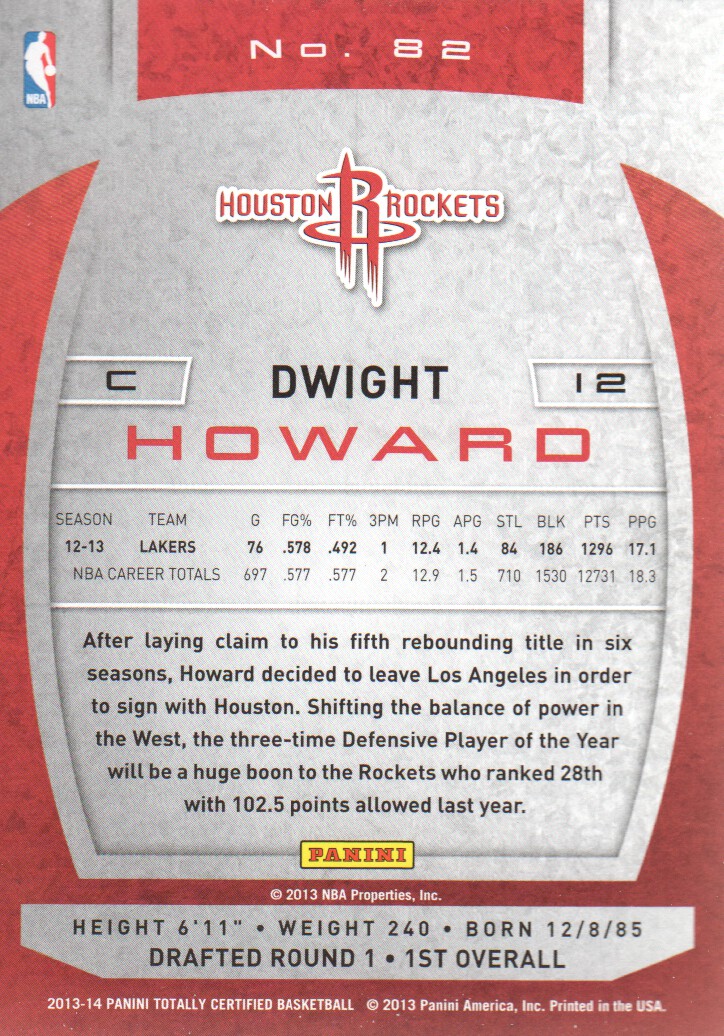 No. 82
NBA
HOUSTON ROCKETS
C DWIGHT 12
HOWARD
SEASON TEAM G FG% FT% 3PM RPG APG STL BLK PTS PPG
12-13 LAKERS 76 .578 .492 1 12.4 1.4 84 186 1296 17.1
NBA CAREER TOTALS 697 .577 .577 2 12.9 1.5 710 1530 12731 18.3
After laying claim to his fifth rebounding title in six
seasons, Howard decided to leave Los Angeles in order
to sign with Houston. Shifting the balance of power in
the West, the three-time Defensive Player of the Year
will be a huge boon to the Rockets who ranked 28th
with 102.5 points allowed last year.
PANINI
© 2013 NBA Properties, Inc.
HEIGHT 6'11" • WEIGHT 240 • BORN 12/8/85
DRAFTED ROUND 1 • 1ST OVERALL
2013-14 PANINI TOTALLY CERTIFIED BASKETBALL © 2013 Panini America, Inc. Printed in the USA.